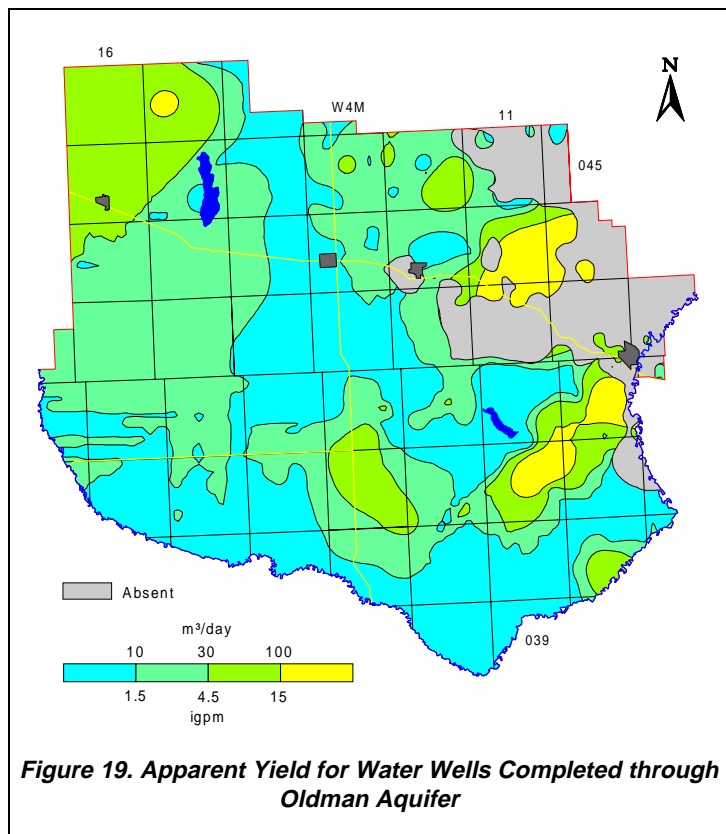 16
N
W4M
11
045
Absent
m³/day
10 30 100
1.5 4.5 15
igpm
039
Figure 19. Apparent Yield for Water Wells Completed through
Oldman Aquifer